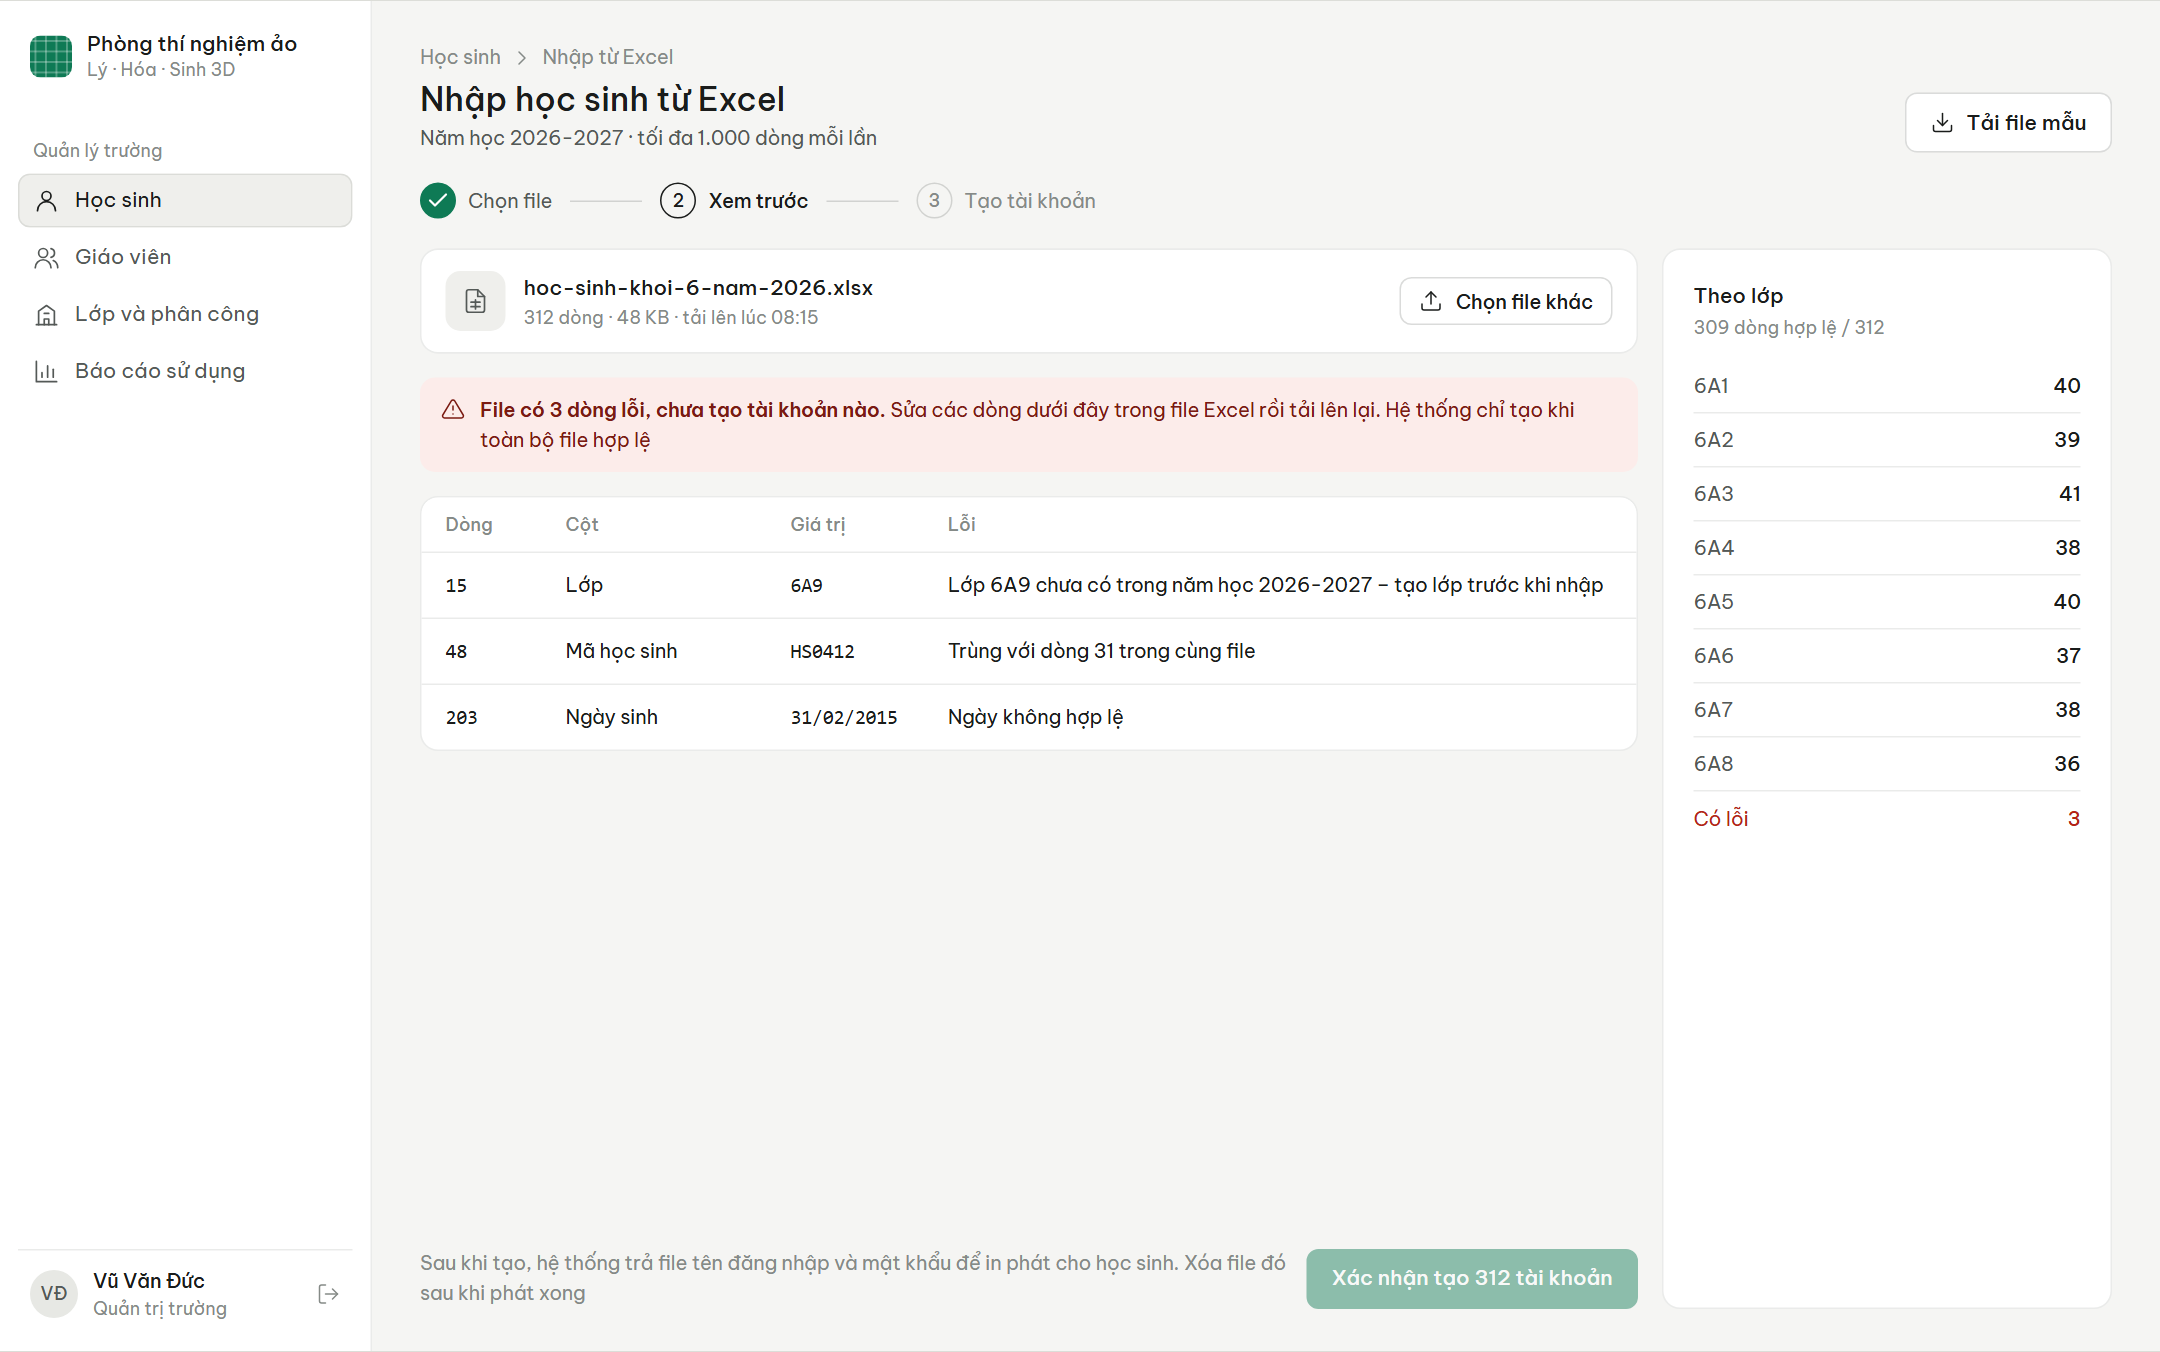 Phòng thí nghiệm ảo
Lý · Hóa · Sinh 3D
Quản lý trường
Học sinh
Giáo viên
Lớp và phân công
Báo cáo sử dụng
VĐ
Vũ Văn Đức
Quản trị trường
Học sinh > Nhập từ Excel
Nhập học sinh từ Excel
Năm học 2026-2027 · tối đa 1.000 dòng mỗi lần
Tải file mẫu
Chọn file
2 Xem trước
3 Tạo tài khoản
hoc-sinh-khoi-6-nam-2026.xlsx
312 dòng · 48 KB · tải lên lúc 08:15
Chọn file khác
File có 3 dòng lỗi, chưa tạo tài khoản nào. Sửa các dòng dưới đây trong file Excel rồi tải lên lại. Hệ thống chỉ tạo khi
toàn bộ file hợp lệ
Dòng Cột Giá trị Lỗi
15 Lớp 6A9 Lớp 6A9 chưa có trong năm học 2026-2027 – tạo lớp trước khi nhập
48 Mã học sinh HS0412 Trùng với dòng 31 trong cùng file
203 Ngày sinh 31/02/2015 Ngày không hợp lệ
Sau khi tạo, hệ thống trả file tên đăng nhập và mật khẩu để in phát cho học sinh. Xóa file đó
sau khi phát xong
Xác nhận tạo 312 tài khoản
Theo lớp
309 dòng hợp lệ / 312
6A1 40
6A2 39
6A3 41
6A4 38
6A5 40
6A6 37
6A7 38
6A8 36
Có lỗi 3